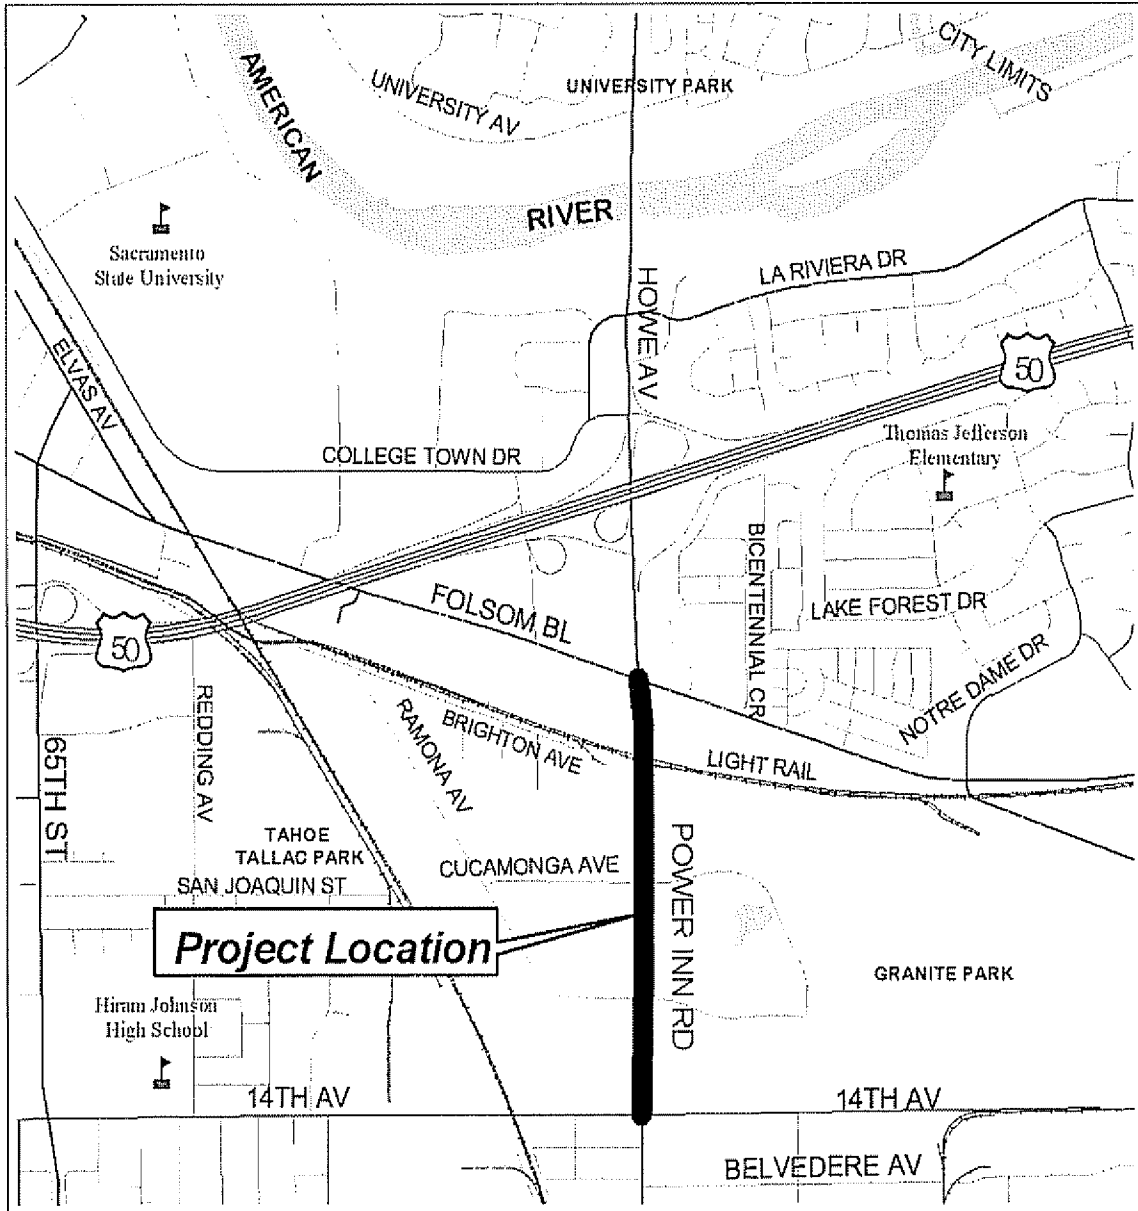 CITY LIMITS
AMERICAN
UNIVERSITY AV
UNIVERSITY PARK
RIVER
Sacramento
State University
HOWE AV
LA RIVIERA DR
50
ELVAS AV
COLLEGE TOWN DR
Thomas Jefferson
Elementary
BICENTENNIAL CR
FOLSOM BL
LAKE FOREST DR
50
NOTRE DAME DR
REDDING AV
RAMONA AV
BRIGHTON AVE
LIGHT RAIL
65TH ST
TAHOE
TALLAC PARK
CUCAMONGA AVE
POWER INN RD
SAN JOAQUIN ST
Project Location
GRANITE PARK
Hiram Johnson
High School
14TH AV
14TH AV
BELVEDERE AV